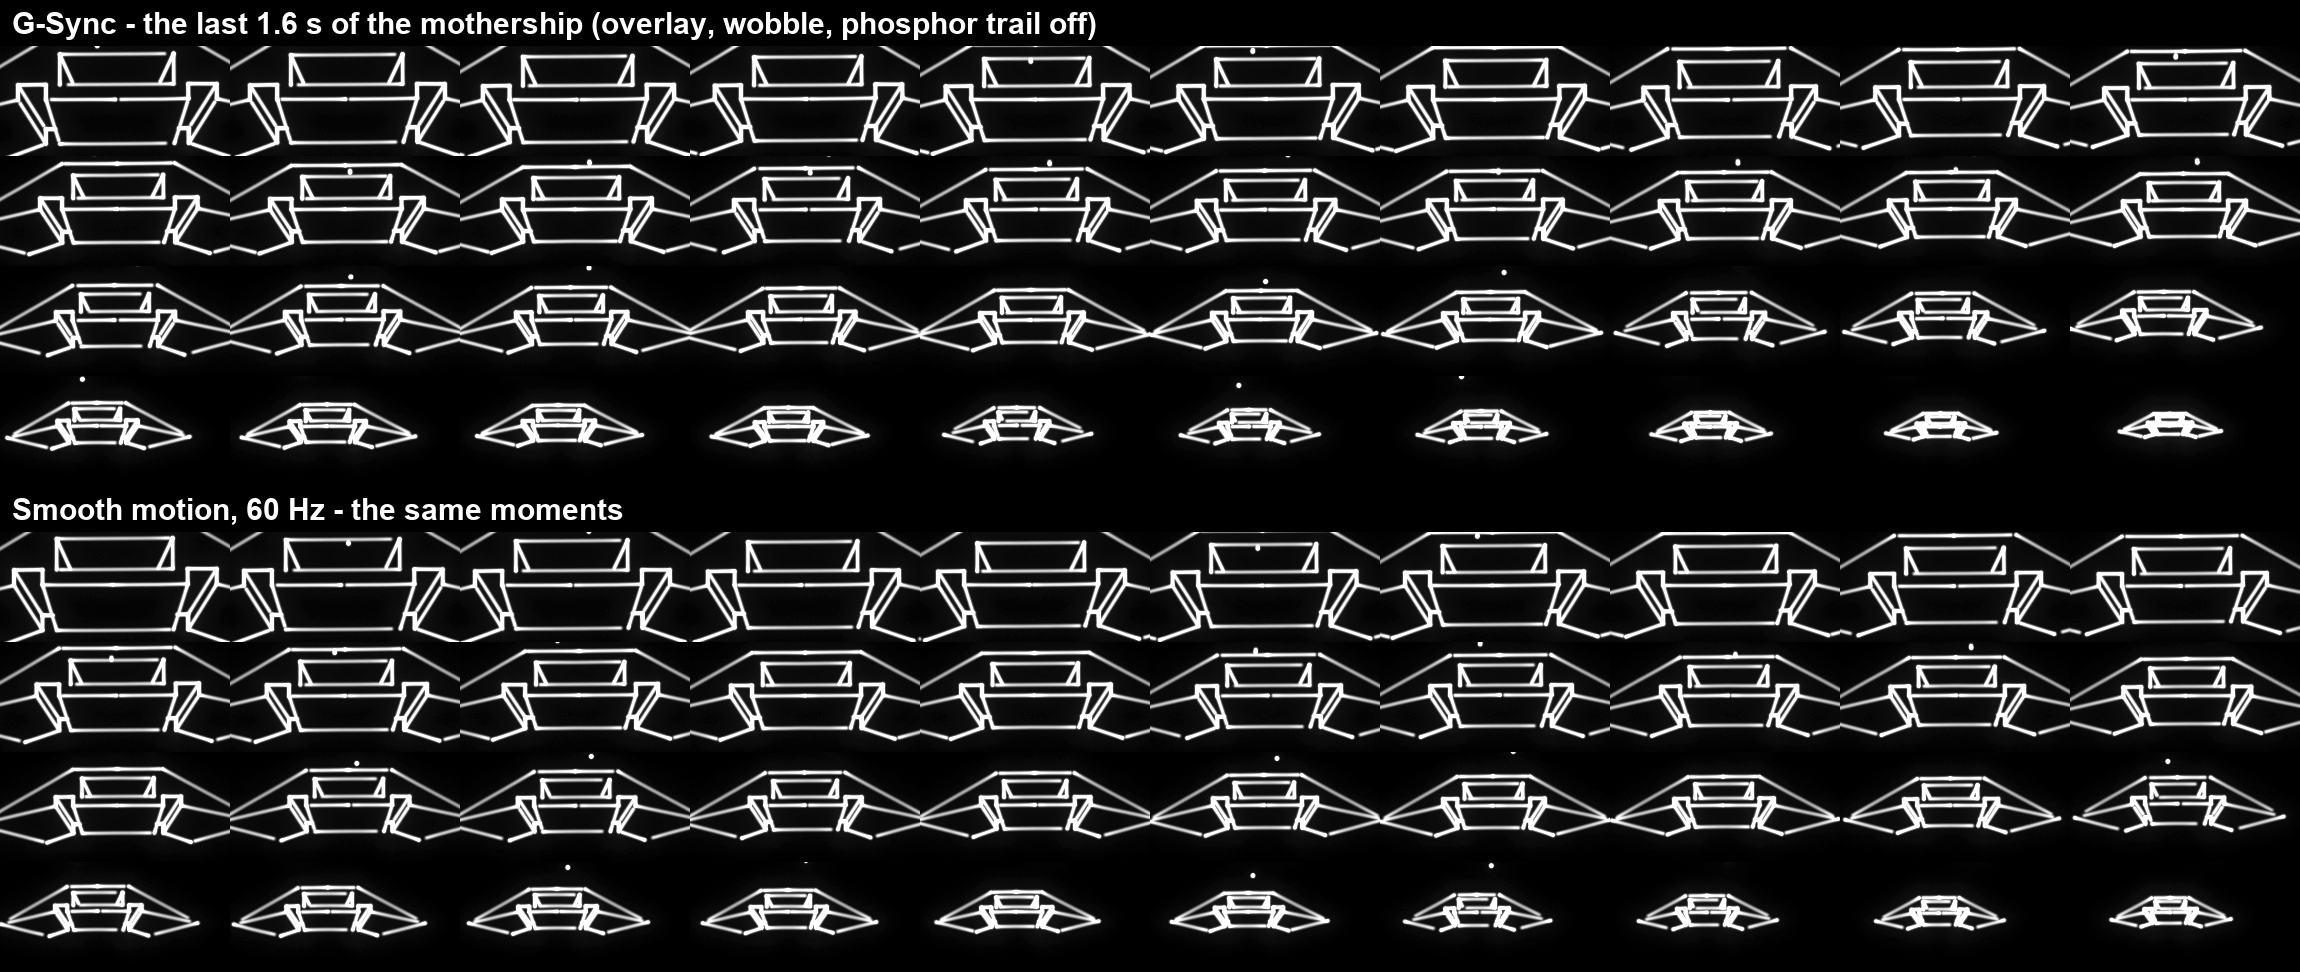 G-Sync - the last 1.6 s of the mothership (overlay, wobble, phosphor trail off)
Smooth motion, 60 Hz - the same moments